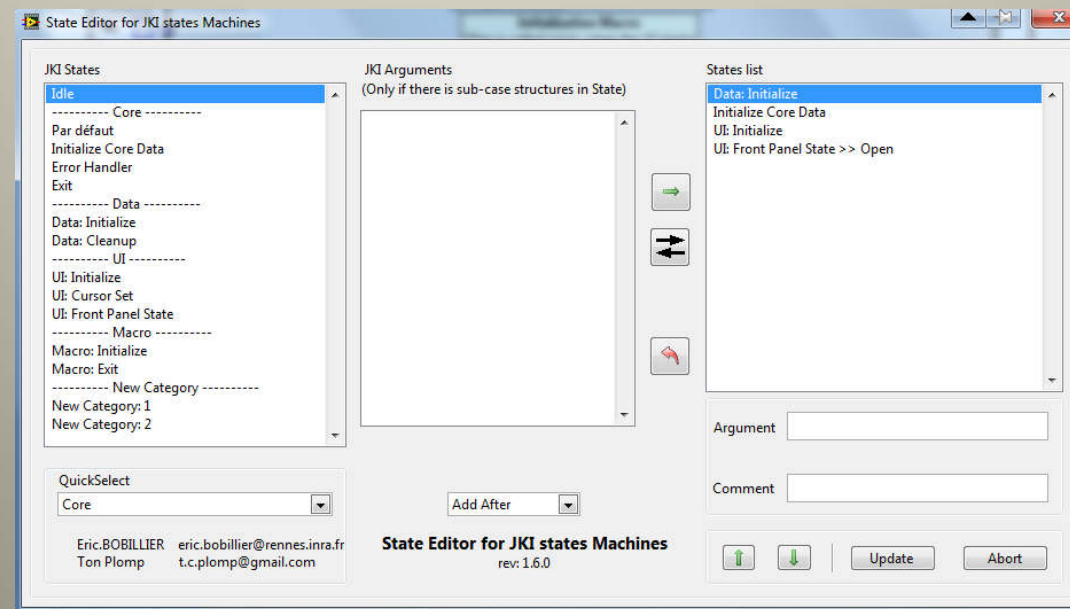 State Editor for JKI states Machines
JKI States
Idle
---------- Core ----------
Par défaut
Initialize Core Data
Error Handler
Exit
---------- Data ----------
Data: Initialize
Data: Cleanup
---------- UI ----------
UI: Initialize
UI: Cursor Set
UI: Front Panel State
---------- Macro ----------
Macro: Initialize
Macro: Exit
---------- New Category ----------
New Category: 1
New Category: 2
QuickSelect
Core
Eric.BOBILLIER eric.bobillier@rennes.inra.fr
Ton Plomp t.c.plomp@gmail.com
JKI Arguments
(Only if there is sub-case structures in State)
Add After
State Editor for JKI states Machines
rev: 1.6.0
States list
Data: Initialize
Initialize Core Data
UI: Initialize
UI: Front Panel State >> Open
Argument
Comment
Update
Abort